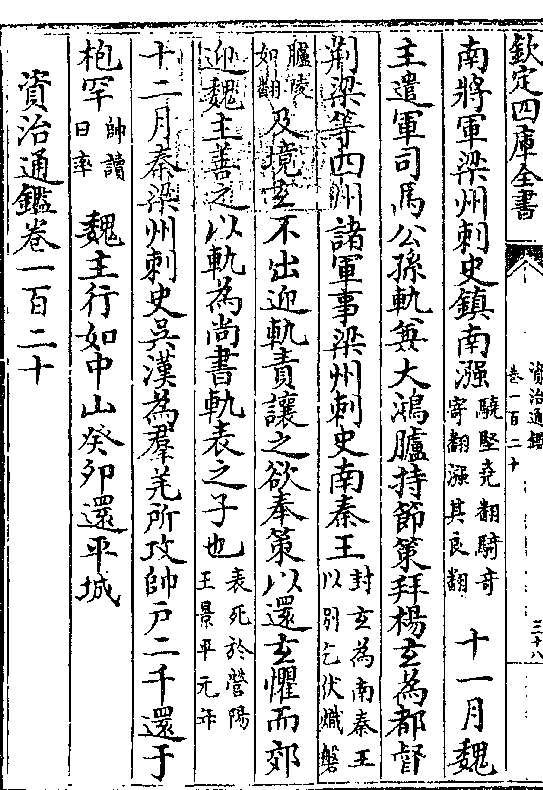 欽定四庫全書
資治通鑑
卷一百二十
三十八
南將軍梁州刺史鎮南漒驍堅堯翻騎奇
寄翻漒其良翻十一月魏
主遣軍司馬公孫軌兼大鴻臚持節策拜楊玄為都督
荆梁等四州諸軍事梁州刺史南秦王封玄為南秦王
以別乞伏熾磐
臚陵
如翻及境玄不出迎軌責讓之欲奉策以還玄懼而郊
迎魏主善之以軌為尚書軌表之子也表死於營陽
王景平元年
十二月秦梁州刺史吳漢為羣羌所攻帥戸二千還于
枹罕帥讀
曰率魏主行如中山癸卯還平城
資治通鑑卷一百二十